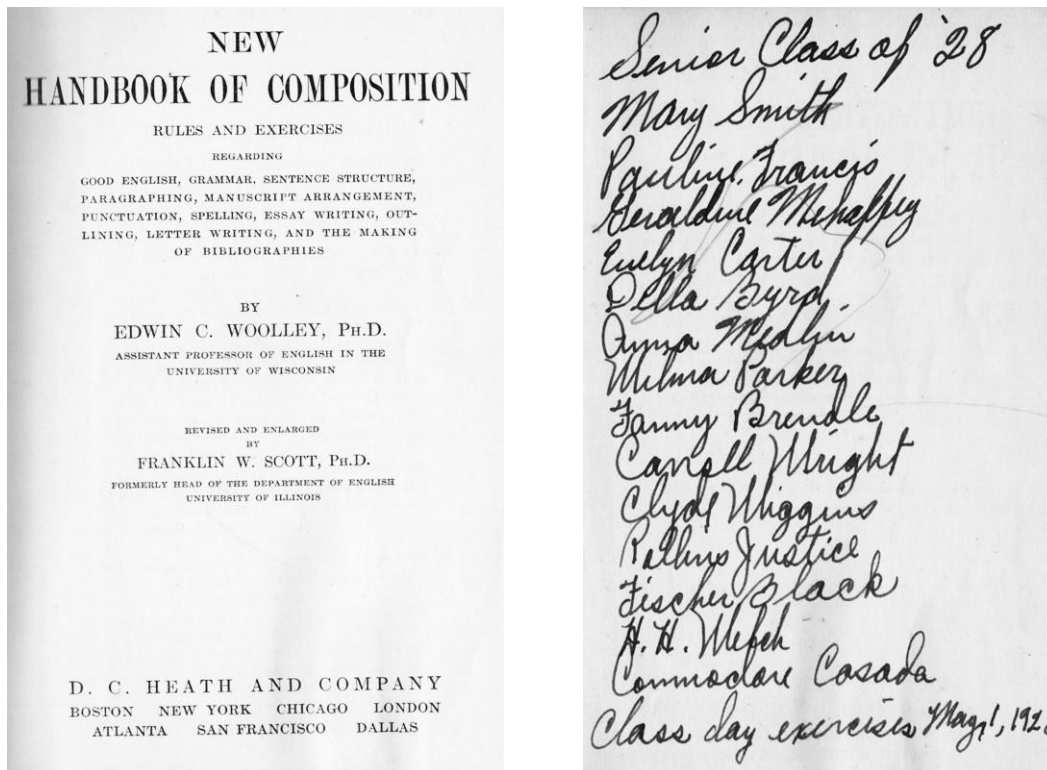 NEW
HANDBOOK OF COMPOSITION
RULES AND EXERCISES
REGARDING
GOOD ENGLISH, GRAMMAR, SENTENCE STRUCTURE,
PARAGRAPHING, MANUSCRIPT ARRANGEMENT,
PUNCTUATION, SPELLING, ESSAY WRITING, OUT-
LINING, LETTER WRITING, AND THE MAKING
OF BIBLIOGRAPHIES
BY
EDWIN C. WOOLLEY, PH.D.
ASSISTANT PROFESSOR OF ENGLISH IN THE
UNIVERSITY OF WISCONSIN
REVISED AND ENLARGED
BY
FRANKLIN W. SCOTT, PH.D.
FORMERLY HEAD OF THE DEPARTMENT OF ENGLISH
UNIVERSITY OF ILLINOIS
D. C. HEATH AND COMPANY
BOSTON NEW YORK CHICAGO LONDON
ATLANTA SAN FRANCISCO DALLAS
Senior Class of '28
Mary Smith
Pauline Francis
Geraldine Mehaffey
Evelyn Carter
Della Byrd
Anna Medlin
Wilma Parker
Fanny Brendle
Carroll Wright
Clyde Wiggins
Rollins Justice
Fischer Black
H. H. Welch
Commodore Casada
Class day exercises May 1,